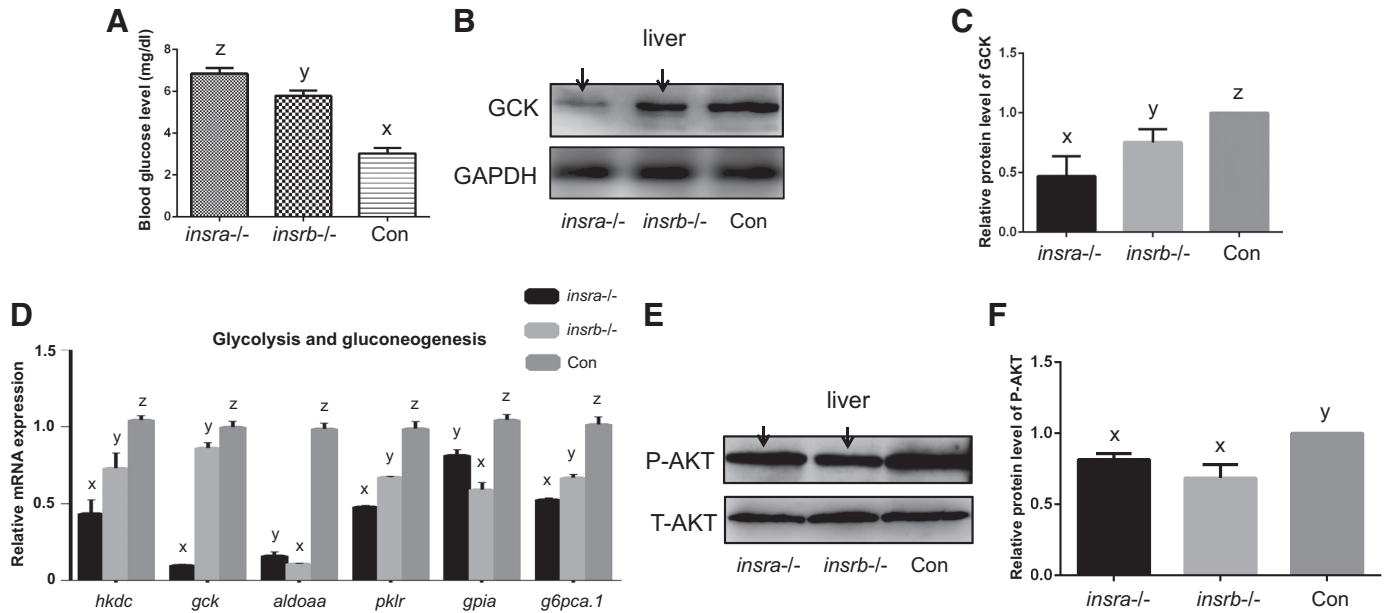 A
Blood glucose level (mg/dl)
8
6
4
2
0
z
y
x
insra-/-
insrb-/-
Con
B
liver
GCK
GAPDH
insra-/-
insrb-/-
Con
C
Relative protein level of GCK
1.5
1.0
0.5
0.0
x
y
z
insra-/-
insrb-/-
Con
D
insra-/-
insrb-/-
Con
Glycolysis and gluconeogenesis
Relative mRNA expression
1.5
1.0
0.5
0
x y z
x y z
y x z
x y z
y x z
x y z
hkdc gck aldoaa pklr gpia g6pca.1
E
liver
P-AKT
T-AKT
insra-/-
insrb-/-
Con
F
Relative protein level of P-AKT
1.5
1.0
0.5
0.0
x
x
y
insra-/-
insrb-/-
Con